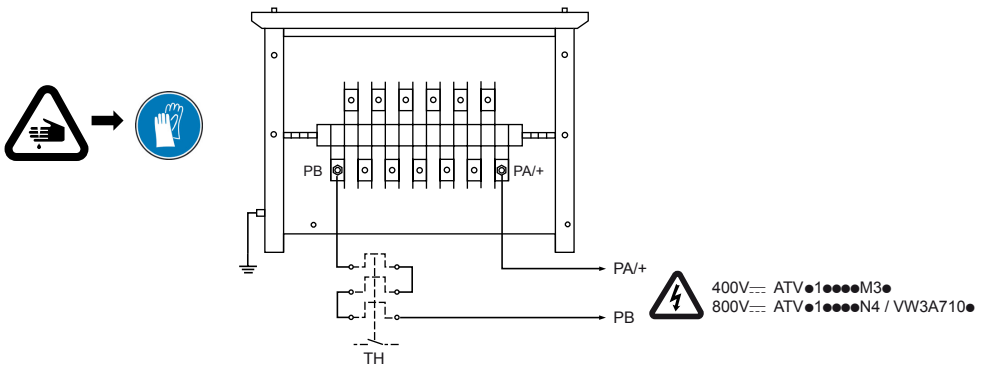 PB PA/+
PA/+
400V⎓ ATV●1●●●●M3●
800V⎓ ATV●1●●●●N4 / VW3A710●
PB
TH